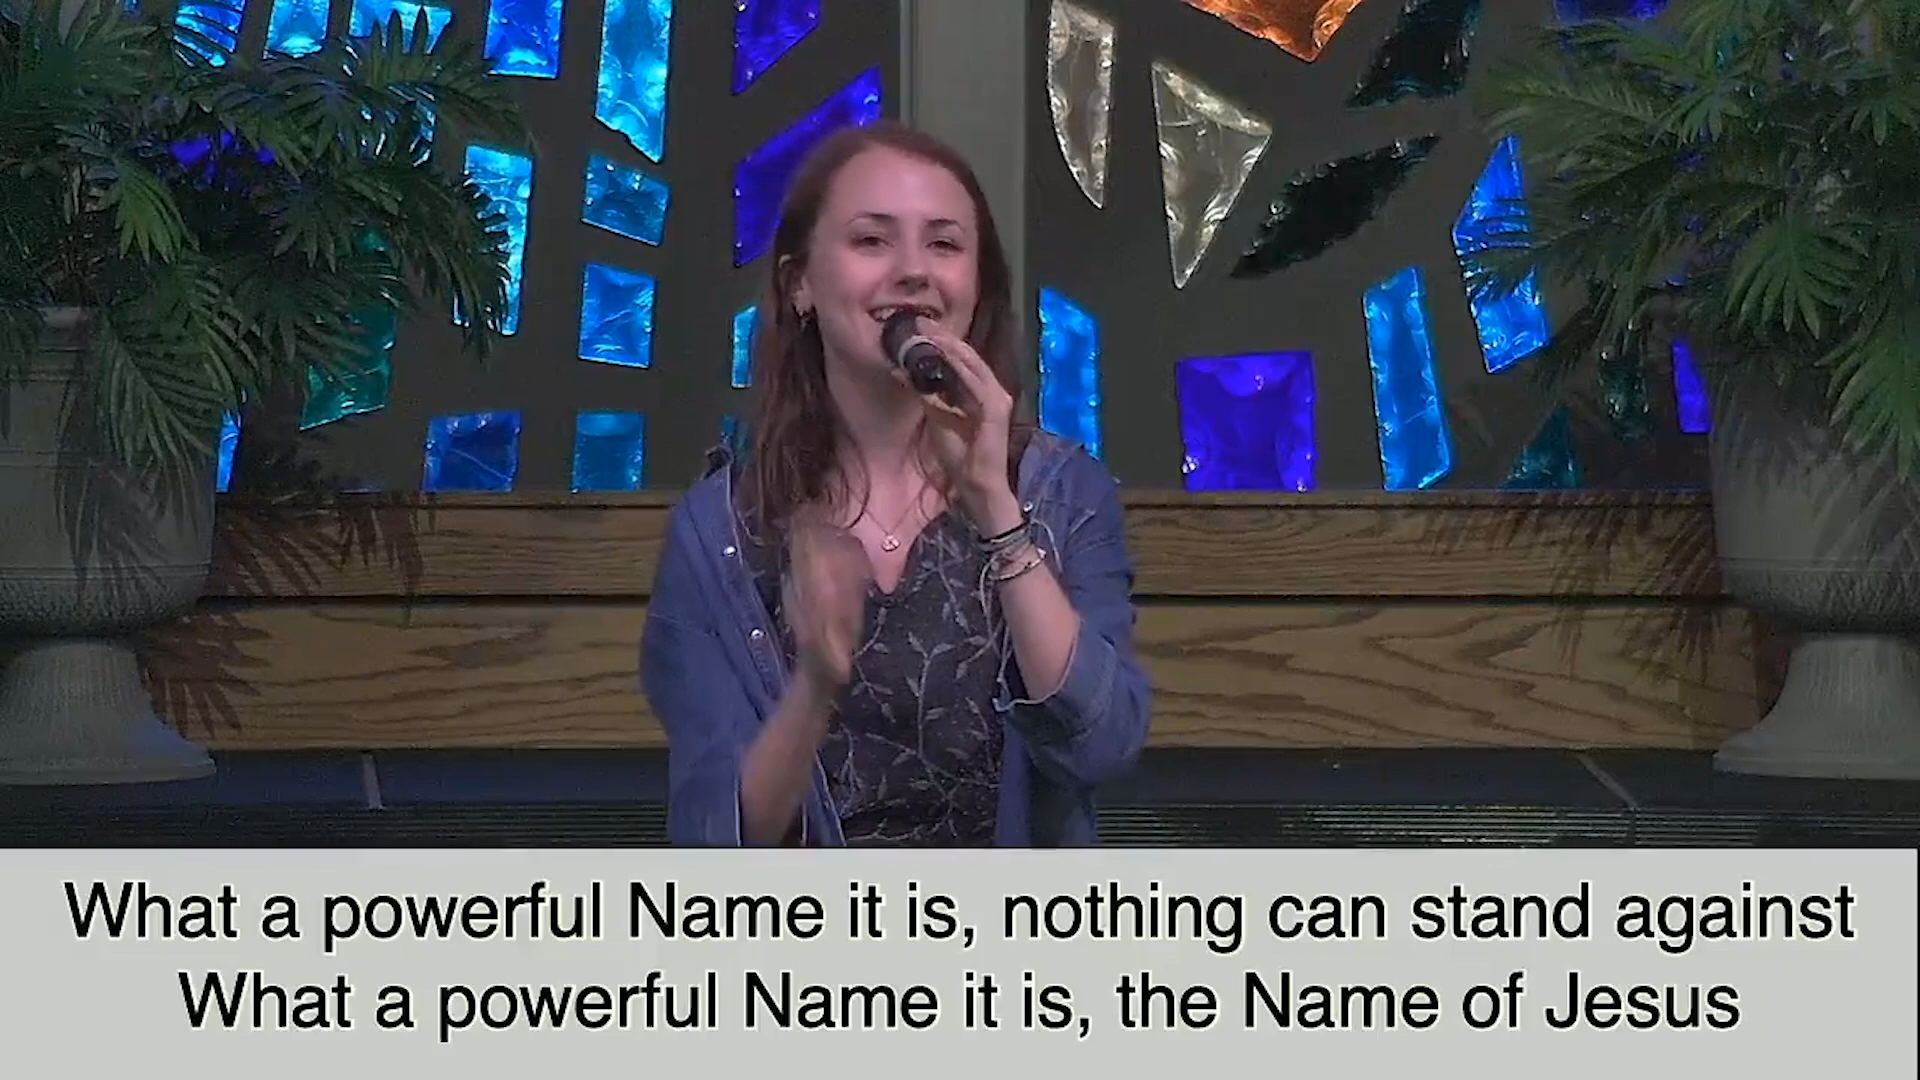 What a powerful Name it is, nothing can stand against
What a powerful Name it is, the Name of Jesus